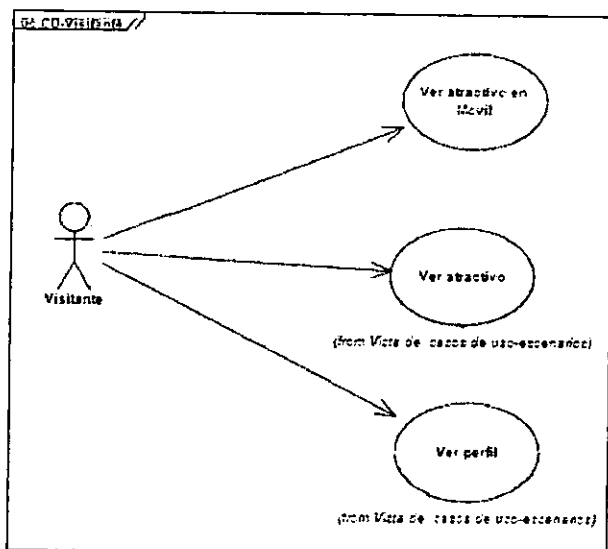 CU-Visitante
Ver atractivo en
Movil
Visitante
Ver atractivo
(from Vista de casos de uso-escenarios)
Ver perfil
(from Vista de casos de uso-escenarios)